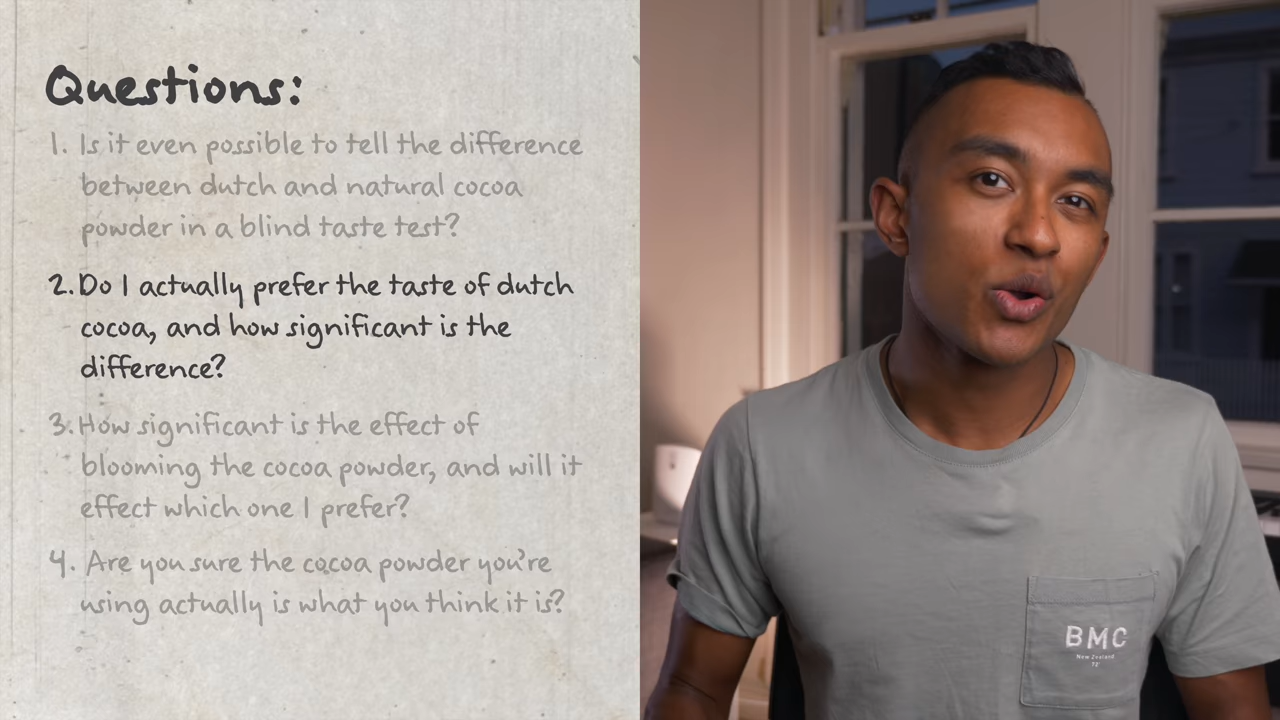 Questions:
1. Is it even possible to tell the difference
between dutch and natural cocoa
powder in a blind taste test?
2. Do I actually prefer the taste of dutch
cocoa, and how significant is the
difference?
3. How significant is the effect of
blooming the cocoa powder, and will it
effect which one I prefer?
4. Are you sure the cocoa powder you're
using actually is what you think it is?
BMC
New Zealand
72'